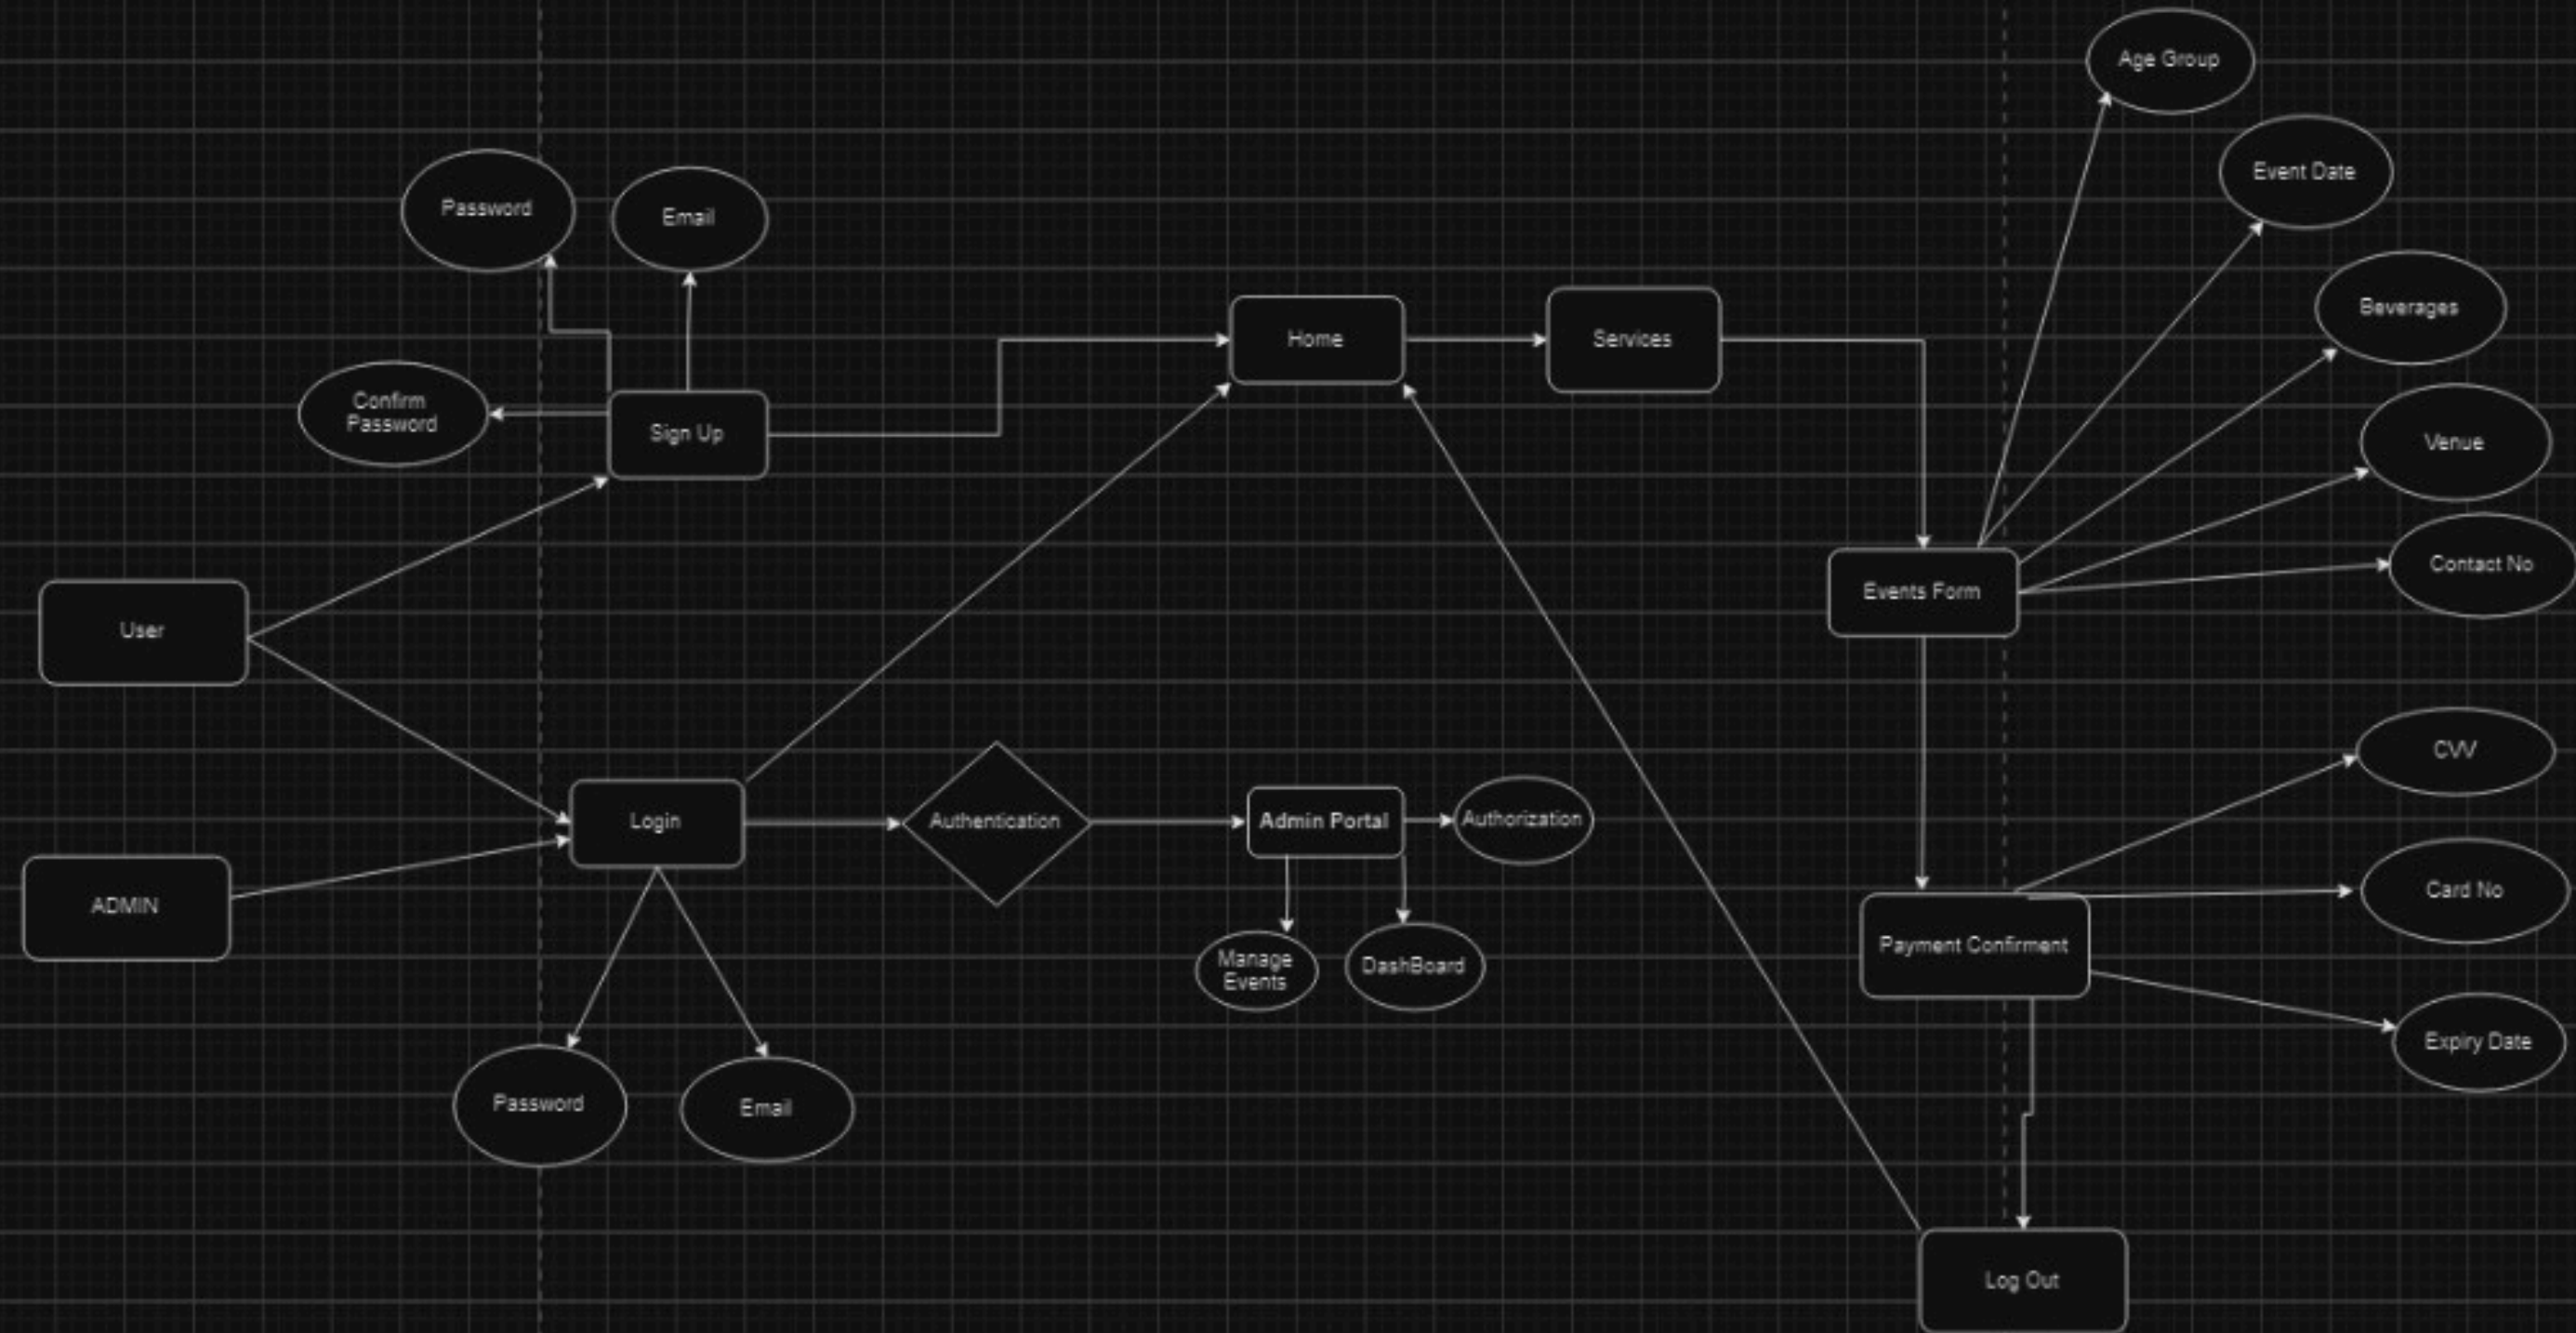 Age Group
Event Date
Password
Email
Beverages
Home
Services
Confirm
Password
Sign Up
Venue
Contact No
Events Form
User
CVV
Login
Authentication
Admin Portal
Authorization
Card No
ADMIN
Payment Confirment
Manage
Events
DashBoard
Expiry Date
Password
Email
Log Out